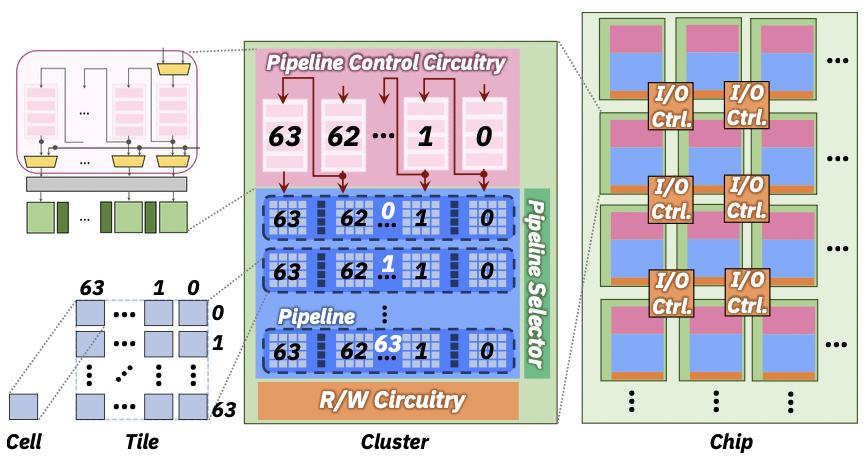 ...
...
63 ... 1 0
0
1
63
Cell
Tile
Pipeline Control Circuitry
63 62 ... 1 0
63 62 0 ... 1 0
63 62 1 ... 1 0
Pipeline
63 62 63 ... 1 0
Pipeline Selector
R/W Circuitry
Cluster
I/O Ctrl.
I/O Ctrl.
I/O Ctrl.
I/O Ctrl.
I/O Ctrl.
I/O Ctrl.
Chip